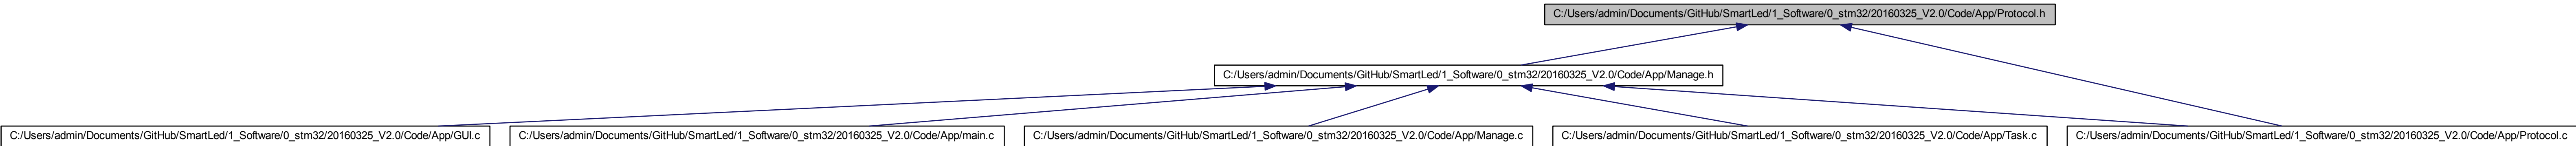 C:/Users/admin/Documents/GitHub/SmartLed/1_Software/0_stm32/20160325_V2.0/Code/App/Protocol.h
C:/Users/admin/Documents/GitHub/SmartLed/1_Software/0_stm32/20160325_V2.0/Code/App/Manage.h
C:/Users/admin/Documents/GitHub/SmartLed/1_Software/0_stm32/20160325_V2.0/Code/App/GUI.c
C:/Users/admin/Documents/GitHub/SmartLed/1_Software/0_stm32/20160325_V2.0/Code/App/main.c
C:/Users/admin/Documents/GitHub/SmartLed/1_Software/0_stm32/20160325_V2.0/Code/App/Manage.c
C:/Users/admin/Documents/GitHub/SmartLed/1_Software/0_stm32/20160325_V2.0/Code/App/Task.c
C:/Users/admin/Documents/GitHub/SmartLed/1_Software/0_stm32/20160325_V2.0/Code/App/Protocol.c